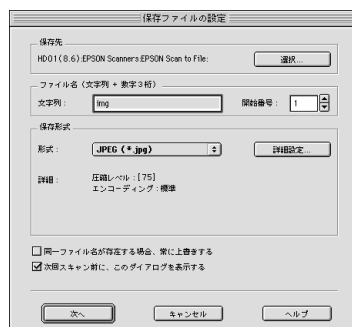 保存ファイルの設定
保存先
HD01(8.6):EPSON Scanners:EPSON Scan to File:
選択...
ファイル名 (文字列 + 数字3桁)
文字列 : img
開始番号 : 1
保存形式
形式 : JPEG (*.jpg)
詳細設定...
詳細 : 圧縮レベル : [75]
エンコーディング : 標準
同一ファイル名が存在する場合、常に上書きする
次回スキャン前に、このダイアログを表示する
次へ
キャンセル
ヘルプ